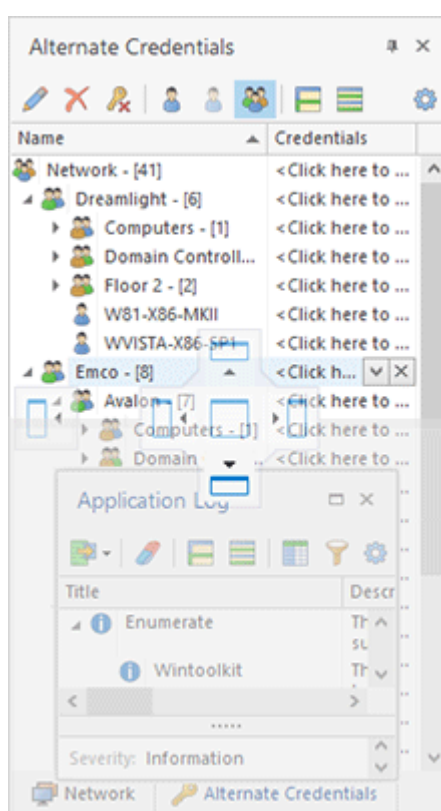 Alternate Credentials
Name Credentials
Network - [41] <Click here to ...
Dreamlight - [6] <Click here to ...
Computers - [1] <Click here to ...
Domain Controll... <Click here to ...
Floor 2 - [2] <Click here to ...
W81-X86-MKII <Click here to ...
WVISTA-X86-SP1 <Click here to ...
Emco - [8] <Click h...
Avalon - [7] <Click here to ...
Computers - [1] <Click here to ...
Domain ... <Click here to ...
Application Log
Title Descr
Enumerate
Wintoolkit
Severity: Information
Network Alternate Credentials